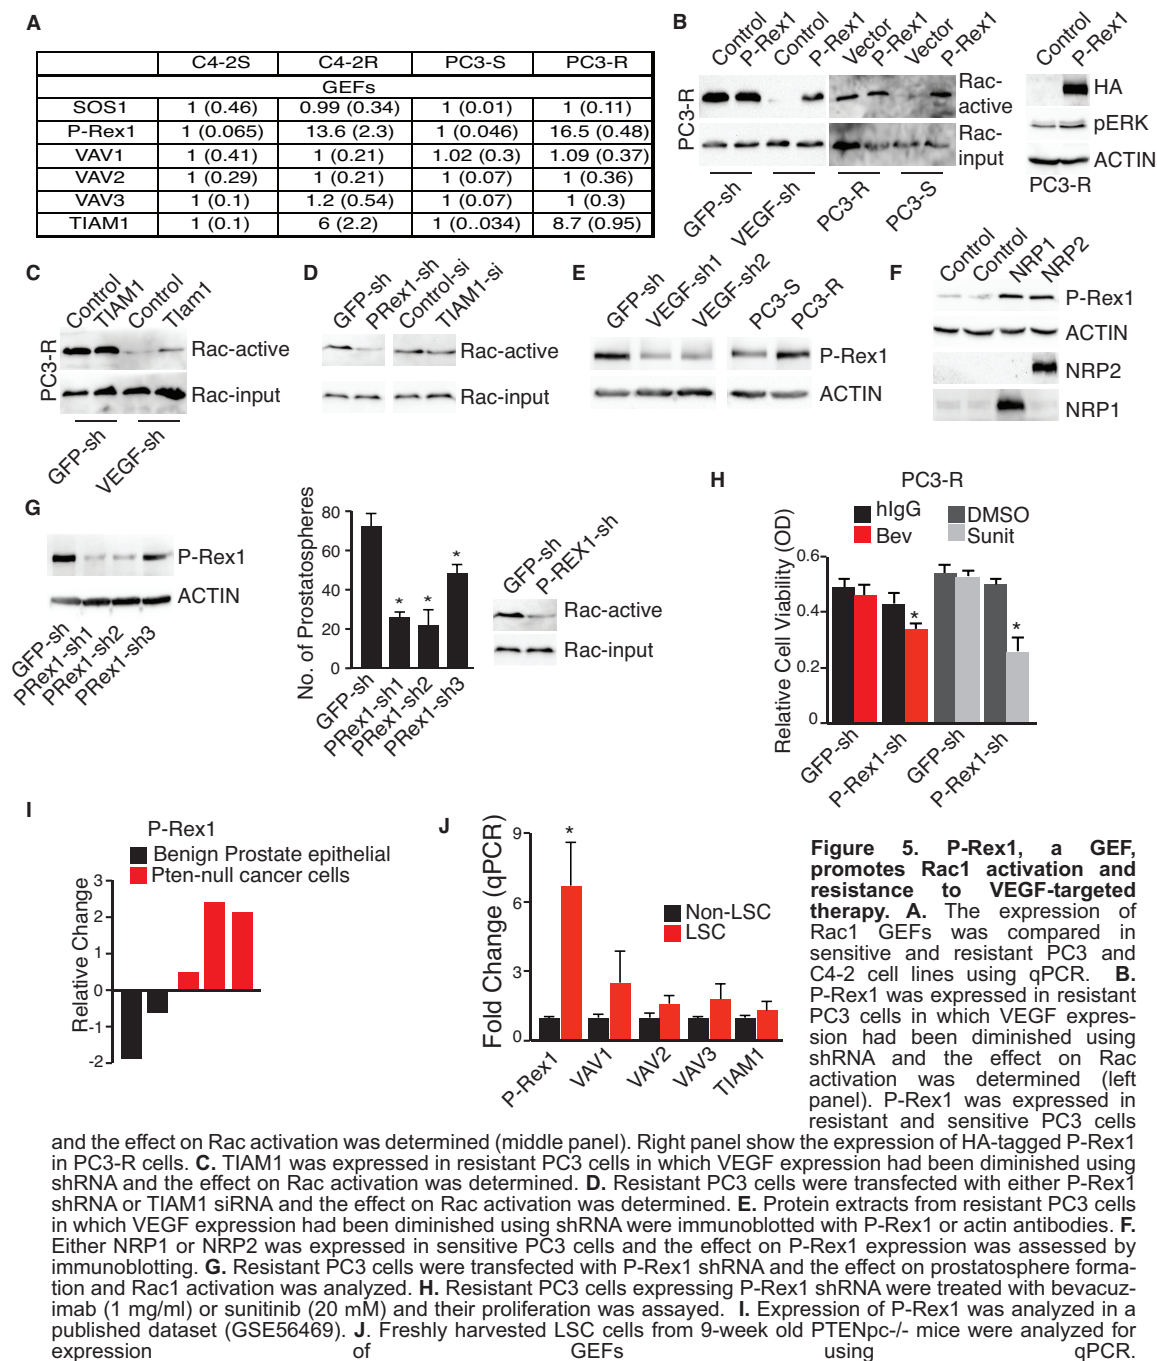 A
C4-2S C4-2R PC3-S PC3-R
GEFs
SOS1 1 (0.46) 0.99 (0.34) 1 (0.01) 1 (0.11)
P-Rex1 1 (0.065) 13.6 (2.3) 1 (0.046) 16.5 (0.48)
VAV1 1 (0.41) 1 (0.21) 1.02 (0.3) 1.09 (0.37)
VAV2 1 (0.29) 1 (0.21) 1 (0.07) 1 (0.36)
VAV3 1 (0.1) 1.2 (0.54) 1 (0.07) 1 (0.3)
TIAM1 1 (0.1) 6 (2.2) 1 (0..034) 8.7 (0.95)
B
Control P-Rex1 Control P-Rex1 Vector P-Rex1 Vector P-Rex1
PC3-R
Rac-
active
Rac-
input
GFP-sh VEGF-sh PC3-R PC3-S
Control P-Rex1
HA
pERK
ACTIN
PC3-R
C
Control TIAM1 Control TIam1
PC3-R
Rac-active
Rac-input
GFP-sh VEGF-sh
D
GFP-sh PRex1-sh Control-si TIAM1-si
Rac-active
Rac-input
E
GFP-sh VEGF-sh1 VEGF-sh2 PC3-S PC3-R
P-Rex1
ACTIN
F
Control Control NRP1 NRP2
P-Rex1
ACTIN
NRP2
NRP1
G
P-Rex1
ACTIN
GFP-sh PRex1-sh1 PRex1-sh2 PRex1-sh3
No. of Prostatospheres
80
60
40
20
0
* * *
GFP-sh PRex1-sh1 PRex1-sh2 PRex1-sh3
GFP-sh P-REX1-sh
Rac-active
Rac-input
H
PC3-R
hIgG DMSO
Bev Sunit
Relative Cell Viability (OD)
0.6
0.4
0.2
0
* *
GFP-sh P-Rex1-sh GFP-sh P-Rex1-sh
I
P-Rex1
Benign Prostate epithelial
Pten-null cancer cells
Relative Change
3
2
1
0
-1
-2
J
Fold Change (qPCR)
9
6
3
0
*
Non-LSC
LSC
P-Rex1 VAV1 VAV2 VAV3 TIAM1
Figure 5. P-Rex1, a GEF,
promotes Rac1 activation and
resistance to VEGF-targeted
therapy. A. The expression of
Rac1 GEFs was compared in
sensitive and resistant PC3 and
C4-2 cell lines using qPCR. B.
P-Rex1 was expressed in resistant
PC3 cells in which VEGF expres-
sion had been diminished using
shRNA and the effect on Rac
activation was determined (left
panel). P-Rex1 was expressed in
resistant and sensitive PC3 cells
and the effect on Rac activation was determined (middle panel). Right panel show the expression of HA-tagged P-Rex1
in PC3-R cells. C. TIAM1 was expressed in resistant PC3 cells in which VEGF expression had been diminished using
shRNA and the effect on Rac activation was determined. D. Resistant PC3 cells were transfected with either P-Rex1
shRNA or TIAM1 siRNA and the effect on Rac activation was determined. E. Protein extracts from resistant PC3 cells
in which VEGF expression had been diminished using shRNA were immunoblotted with P-Rex1 or actin antibodies. F.
Either NRP1 or NRP2 was expressed in sensitive PC3 cells and the effect on P-Rex1 expression was assessed by
immunoblotting. G. Resistant PC3 cells were transfected with P-Rex1 shRNA and the effect on prostatosphere forma-
tion and Rac1 activation was analyzed. H. Resistant PC3 cells expressing P-Rex1 shRNA were treated with bevacuz-
imab (1 mg/ml) or sunitinib (20 mM) and their proliferation was assayed. I. Expression of P-Rex1 was analyzed in a
published dataset (GSE56469). J. Freshly harvested LSC cells from 9-week old PTENpc-/- mice were analyzed for
expression of GEFs using qPCR.